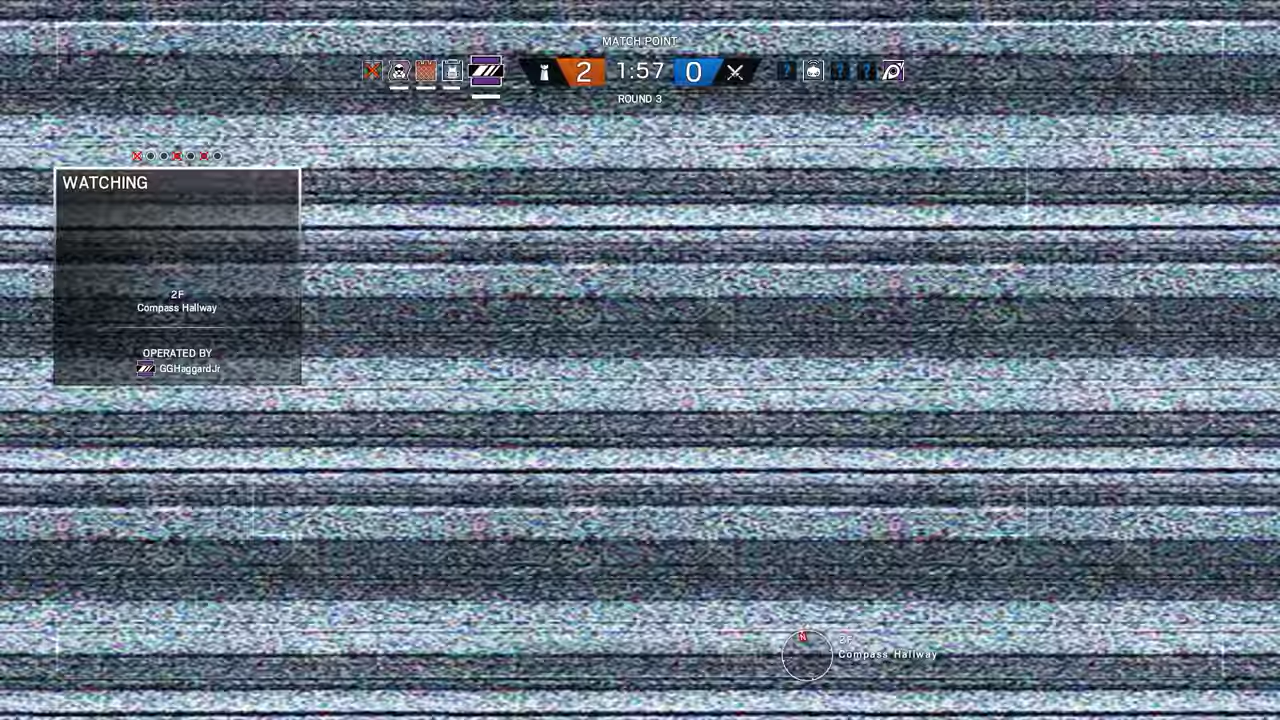 MATCH POINT
2 1:57 0
? ? ?
ROUND 3
WATCHING
2F
Compass Hallway
OPERATED BY
GGHaggardJr
N
2F
Compass Hallway